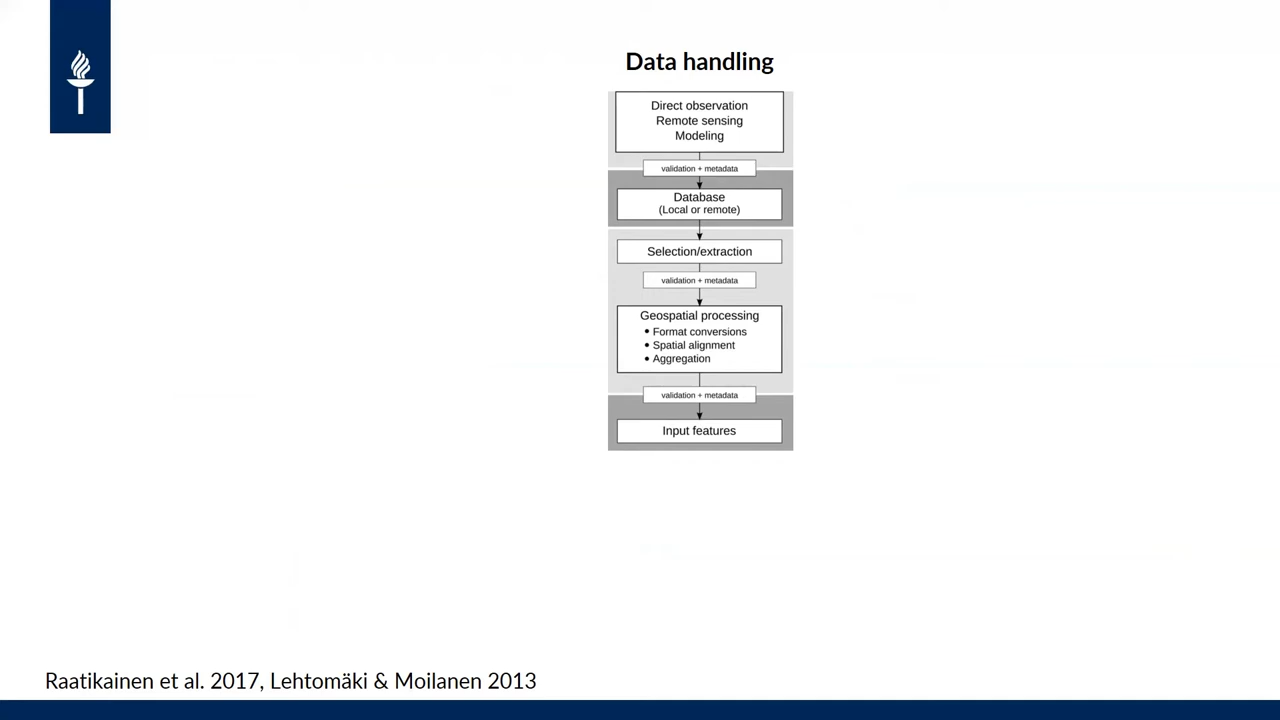 Data handling
Direct observation
Remote sensing
Modeling
validation + metadata
Database
(Local or remote)
Selection/extraction
validation + metadata
Geospatial processing
• Format conversions
• Spatial alignment
• Aggregation
validation + metadata
Input features
Raatikainen et al. 2017, Lehtomäki & Moilanen 2013